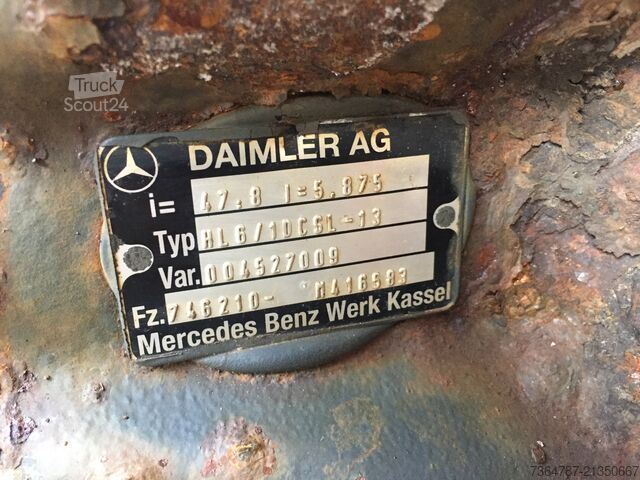 Truck
Scout24
DAIMLER AG
i= 47.8 I=5.875
Typ HL6/1DCSL-13
Var. 004527009
Fz. 746210- *M416583
Mercedes Benz Werk Kassel
7364787-21350667